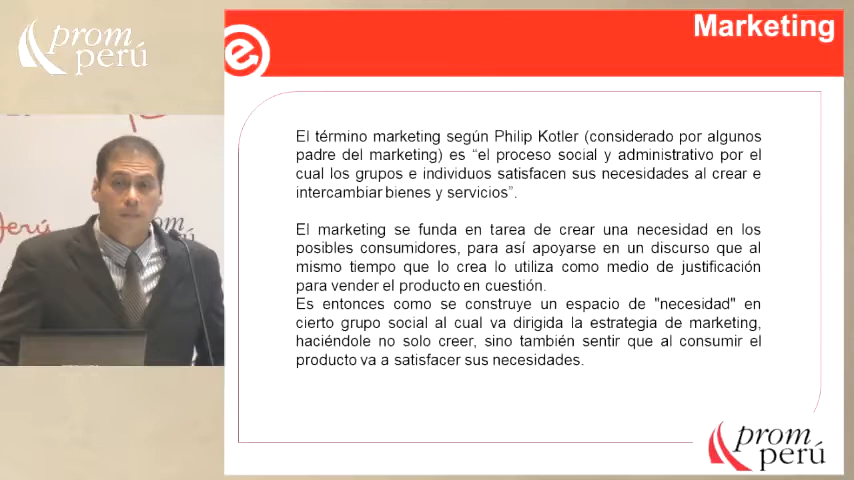 prom
perú
Marketing
El término marketing según Philip Kotler (considerado por algunos
padre del marketing) es “el proceso social y administrativo por el
cual los grupos e individuos satisfacen sus necesidades al crear e
intercambiar bienes y servicios”.
El marketing se funda en tarea de crear una necesidad en los
posibles consumidores, para así apoyarse en un discurso que al
mismo tiempo que lo crea lo utiliza como medio de justificación
para vender el producto en cuestión.
Es entonces como se construye un espacio de "necesidad" en
cierto grupo social al cual va dirigida la estrategia de marketing,
haciéndole no solo creer, sino también sentir que al consumir el
producto va a satisfacer sus necesidades.
prom
perú